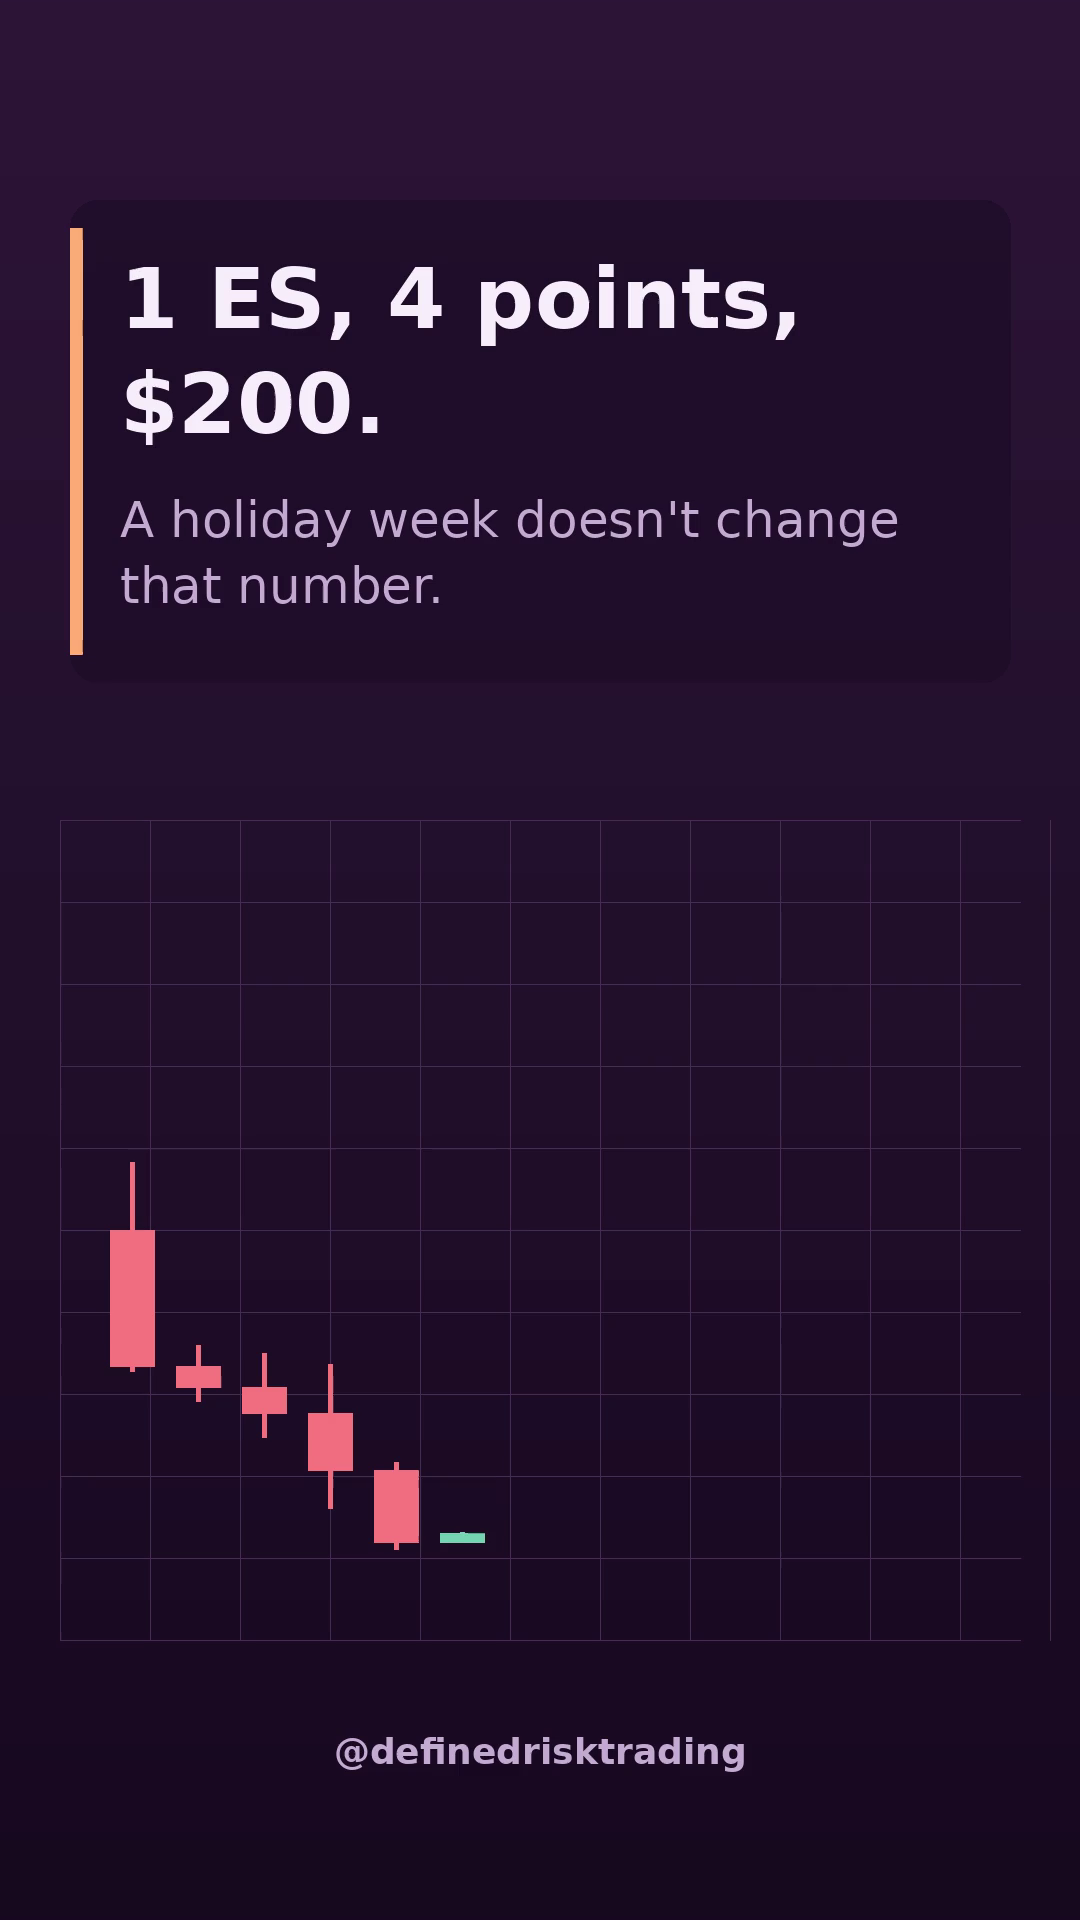 1 ES, 4 points,
$200.
A holiday week doesn't change
that number.
@definedrisktrading